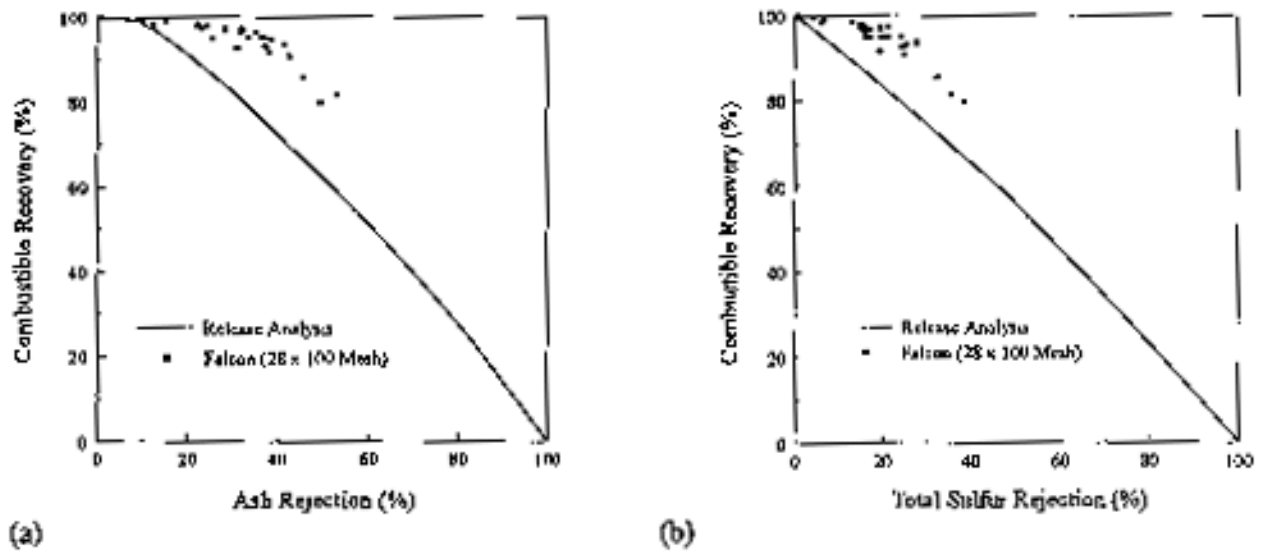 100
80
60
40
20
0
Combustible Recovery (%)
Release Analysis
Falcon (28 x 100 Mesh)
0 20 40 60 80 100
Ash Rejection (%)
(a)
100
80
60
40
20
0
Combustible Recovery (%)
Release Analysis
Falcon (28 x 100 Mesh)
0 20 40 60 80 100
Total Sulfur Rejection (%)
(b)